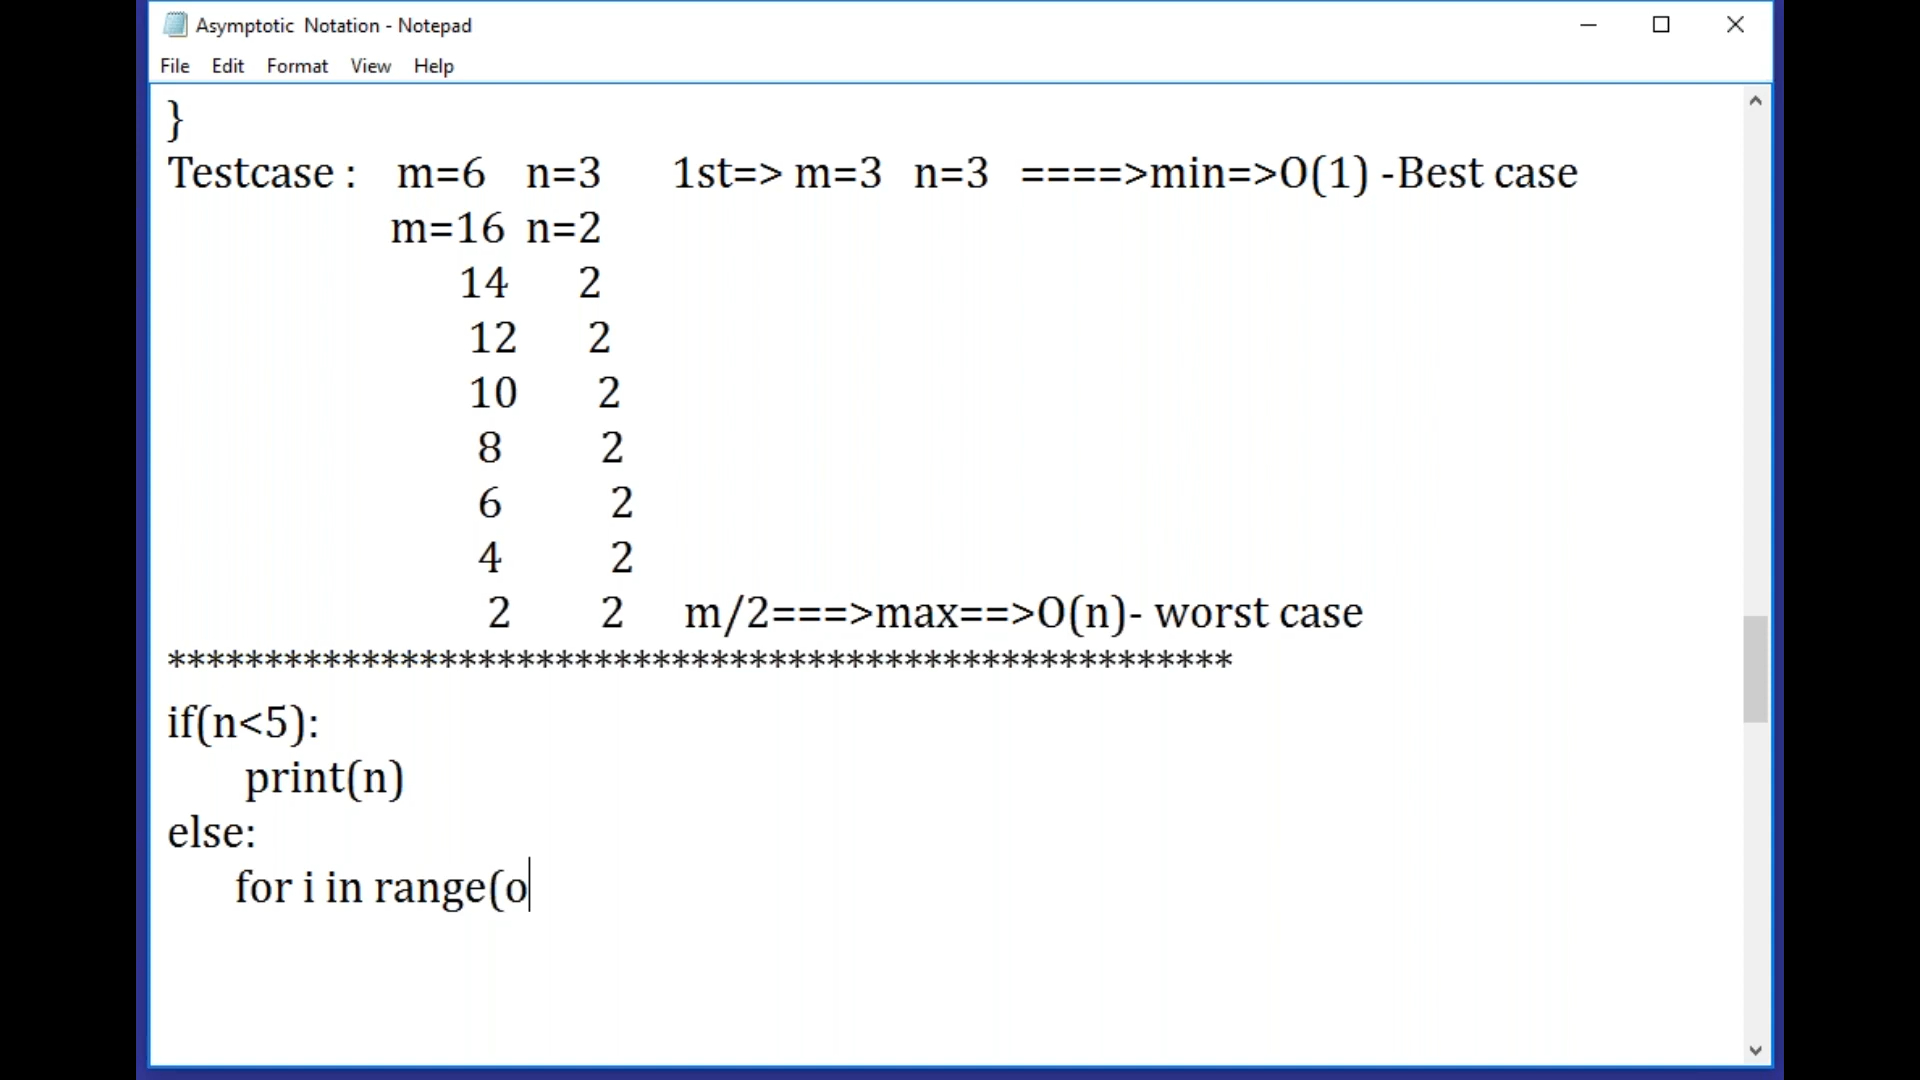 Asymptotic Notation - Notepad
File Edit Format View Help
}
Testcase : m=6 n=3 1st=> m=3 n=3 ====>min=>O(1) -Best case
m=16 n=2
14 2
12 2
10 2
8 2
6 2
4 2
2 2 m/2===>max==>O(n)- worst case
*******************************************************
if(n<5):
print(n)
else:
for i in range(o